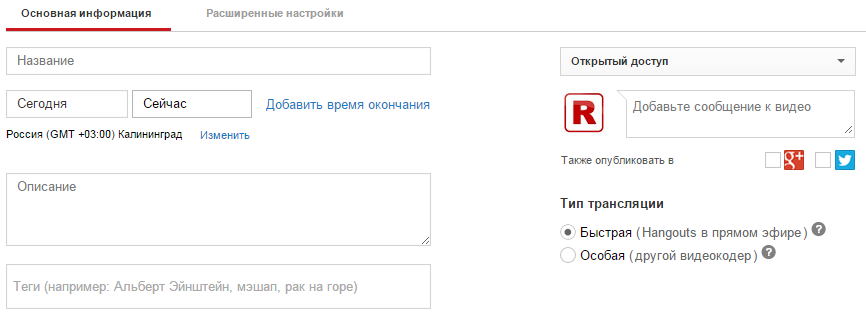 Основная информация
Расширенные настройки
Название
Сегодня
Сейчас
Добавить время окончания
Россия (GMT +03:00) Калининград
Изменить
Описание
Теги (например: Альберт Эйнштейн, мэшап, рак на горе)
Открытый доступ
R
Добавьте сообщение к видео
Также опубликовать в
g+
Тип трансляции
Быстрая (Hangouts в прямом эфире) ?
Особая (другой видеокодер) ?